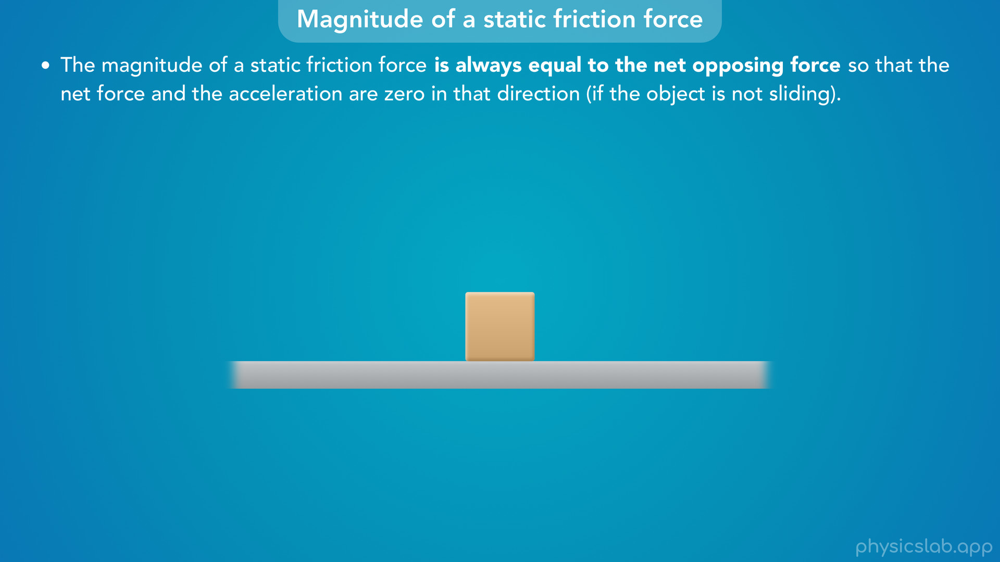 Magnitude of a static friction force
• The magnitude of a static friction force is always equal to the net opposing force so that the
net force and the acceleration are zero in that direction (if the object is not sliding).
physicslab.app